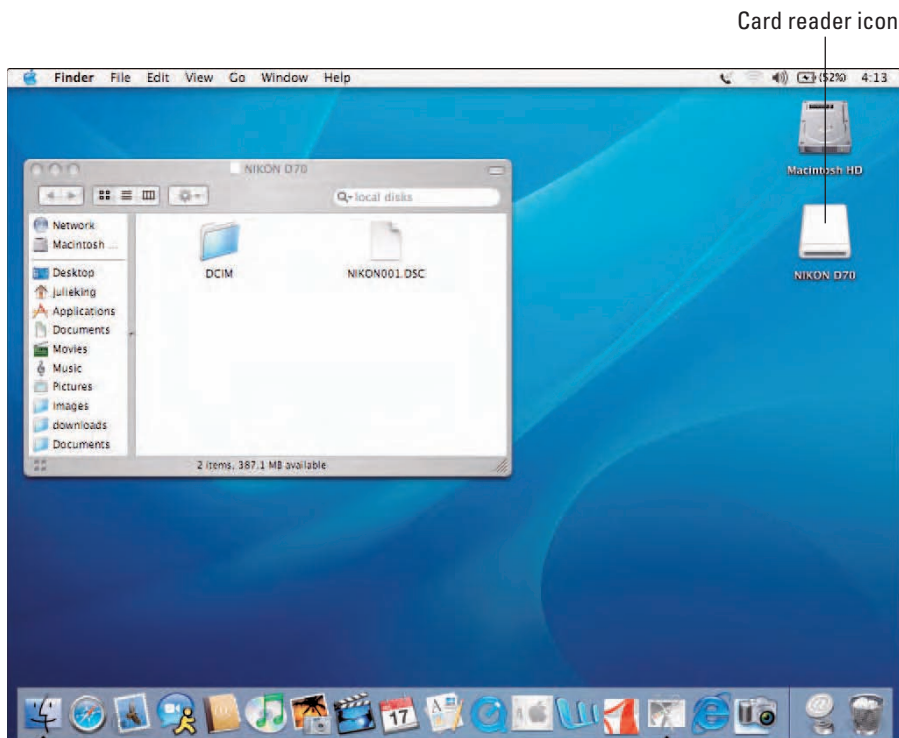 Card reader icon
Finder File Edit View Go Window Help (52%) 4:13
Macintosh HD
NIKON D70
NIKON D70
local disks
Network
Macintosh ...
Desktop
julieking
Applications
Documents
Movies
Music
Pictures
images
downloads
Documents
DCIM
NIKON001.DSC
2 items, 387.1 MB available
17